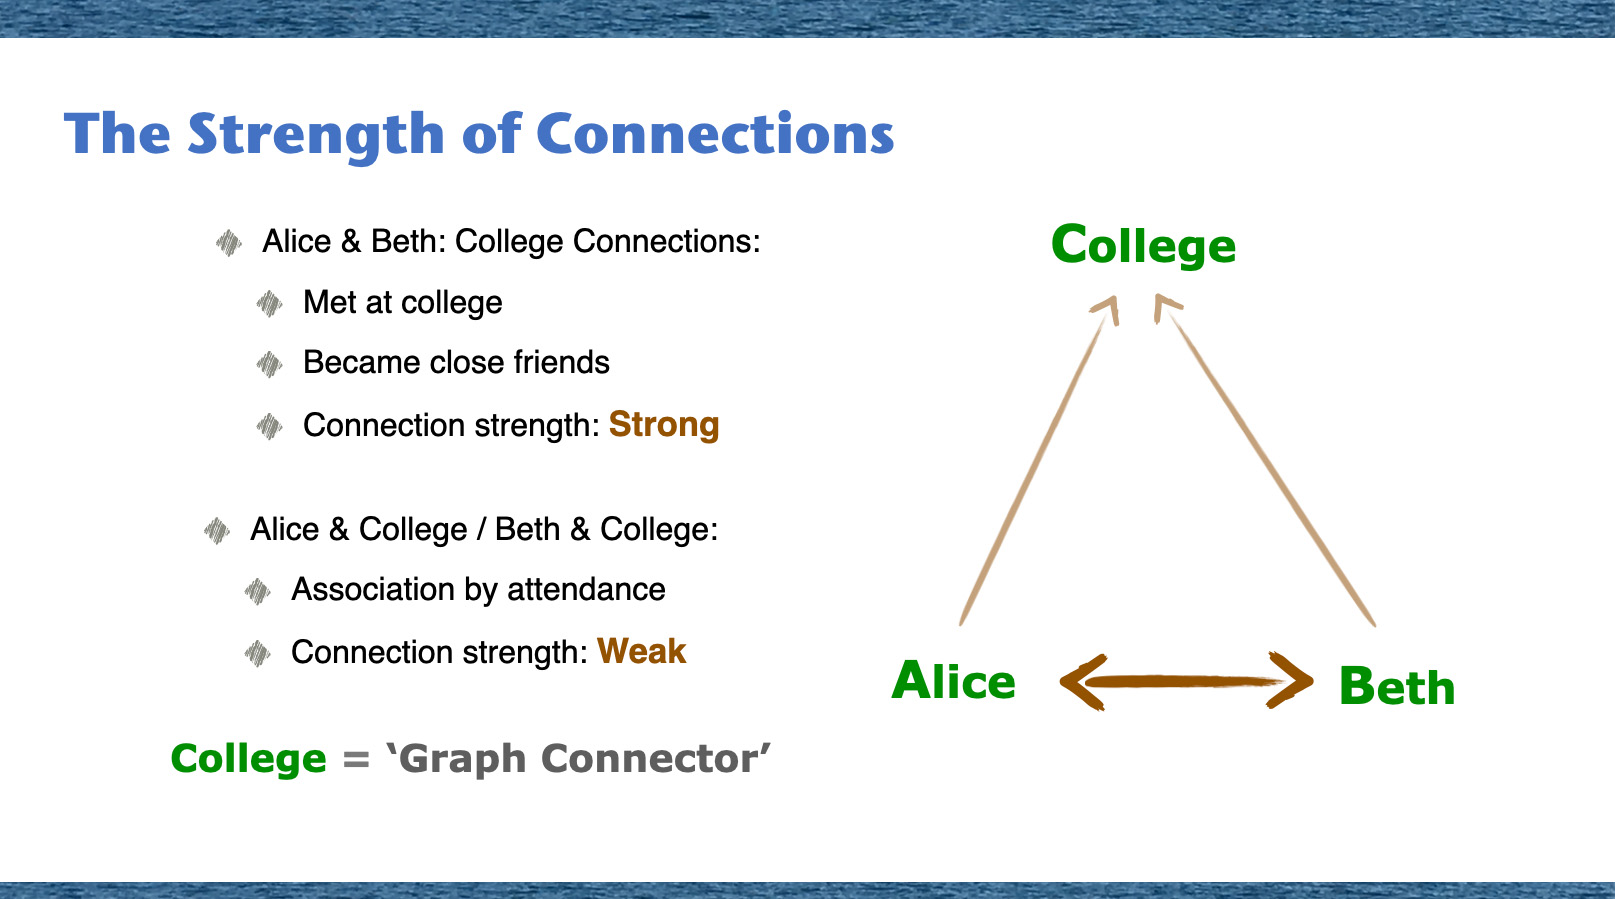 The Strength of Connections
Alice & Beth: College Connections:
Met at college
Became close friends
Connection strength: Strong
Alice & College / Beth & College:
Association by attendance
Connection strength: Weak
College = ‘Graph Connector’
College
Alice
Beth